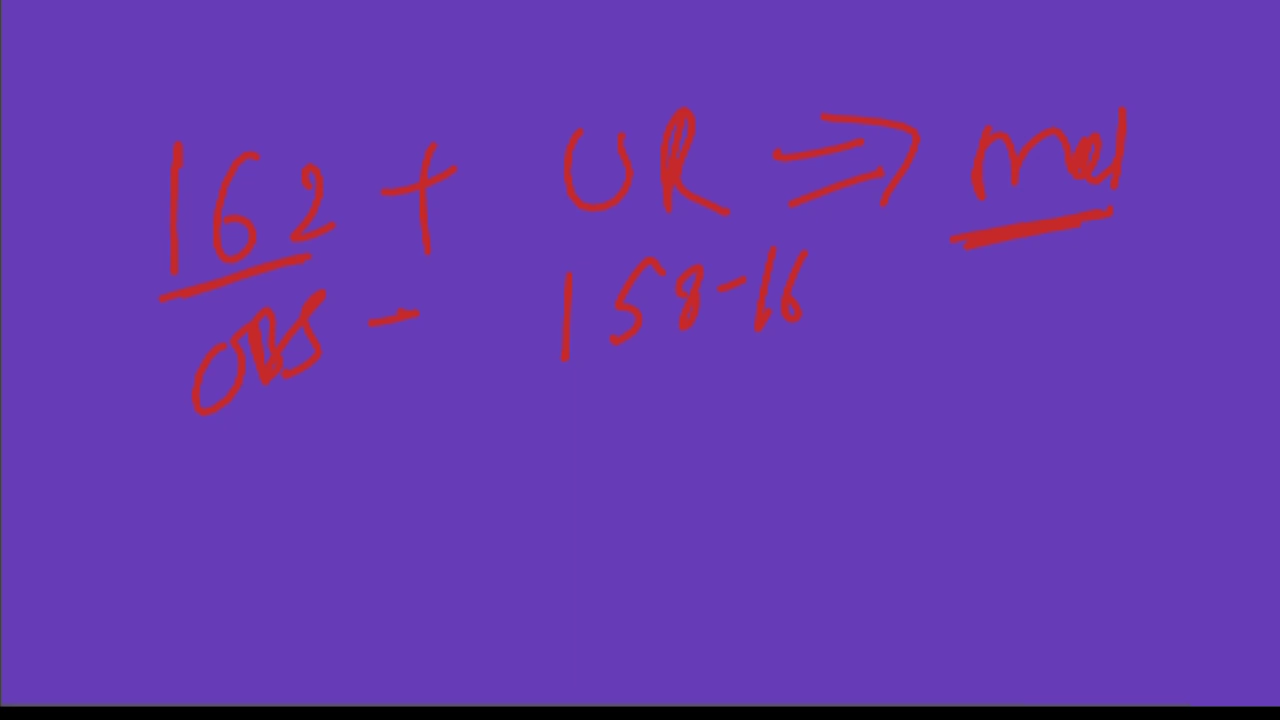 162 + UR ⇒ mel
OBS - 158-16